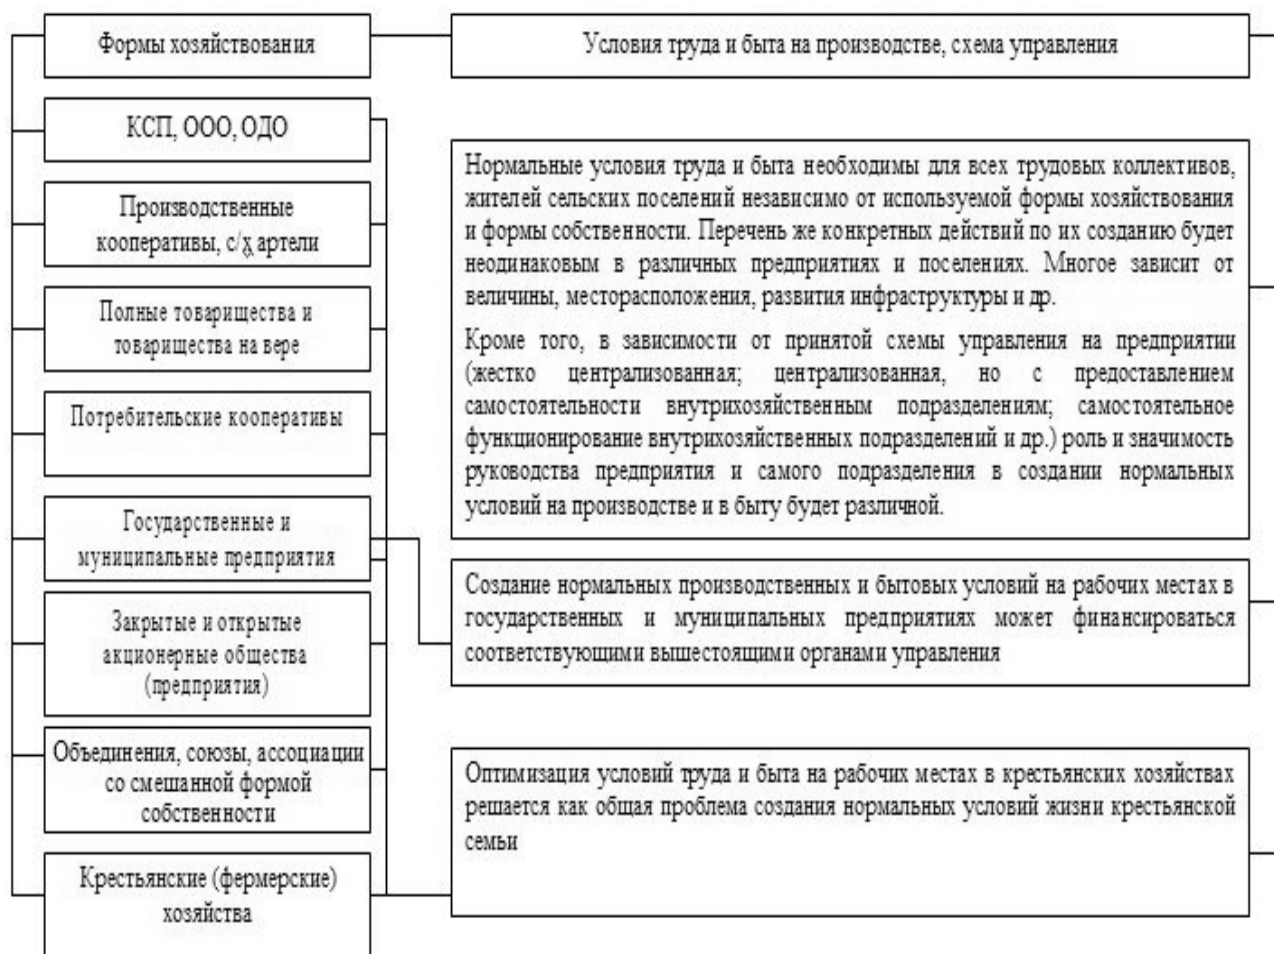 Формы хозяйствования
Условия труда и быта на производстве, схема управления
КСП, ООО, ОДО
Производственные
кооперативы, с/х артели
Полные товарищества и
товарищества на вере
Потребительские кооперативы
Государственные и
муниципальные предприятия
Закрытые и открытые
акционерные общества
(предприятия)
Объединения, союзы, ассоциации
со смешанной формой
собственности
Крестьянские (фермерские)
хозяйства
Нормальные условия труда и быта необходимы для всех трудовых коллективов,
жителей сельских поселений независимо от используемой формы хозяйствования
и формы собственности. Перечень же конкретных действий по их созданию будет
неодинаковым в различных предприятиях и поселениях. Многое зависит от
величины, месторасположения, развития инфраструктуры и др.
Кроме того, в зависимости от принятой схемы управления на предприятии
(жестко централизованная; централизованная, но с предоставлением
самостоятельности внутрихозяйственным подразделениям; самостоятельное
функционирование внутрихозяйственных подразделений и др.) роль и значимость
руководства предприятия и самого подразделения в создании нормальных
условий на производстве и в быту будет различной.
Создание нормальных производственных и бытовых условий на рабочих местах в
государственных и муниципальных предприятиях может финансироваться
соответствующими вышестоящими органами управления
Оптимизация условий труда и быта на рабочих местах в крестьянских хозяйствах
решается как общая проблема создания нормальных условий жизни крестьянской
семьи